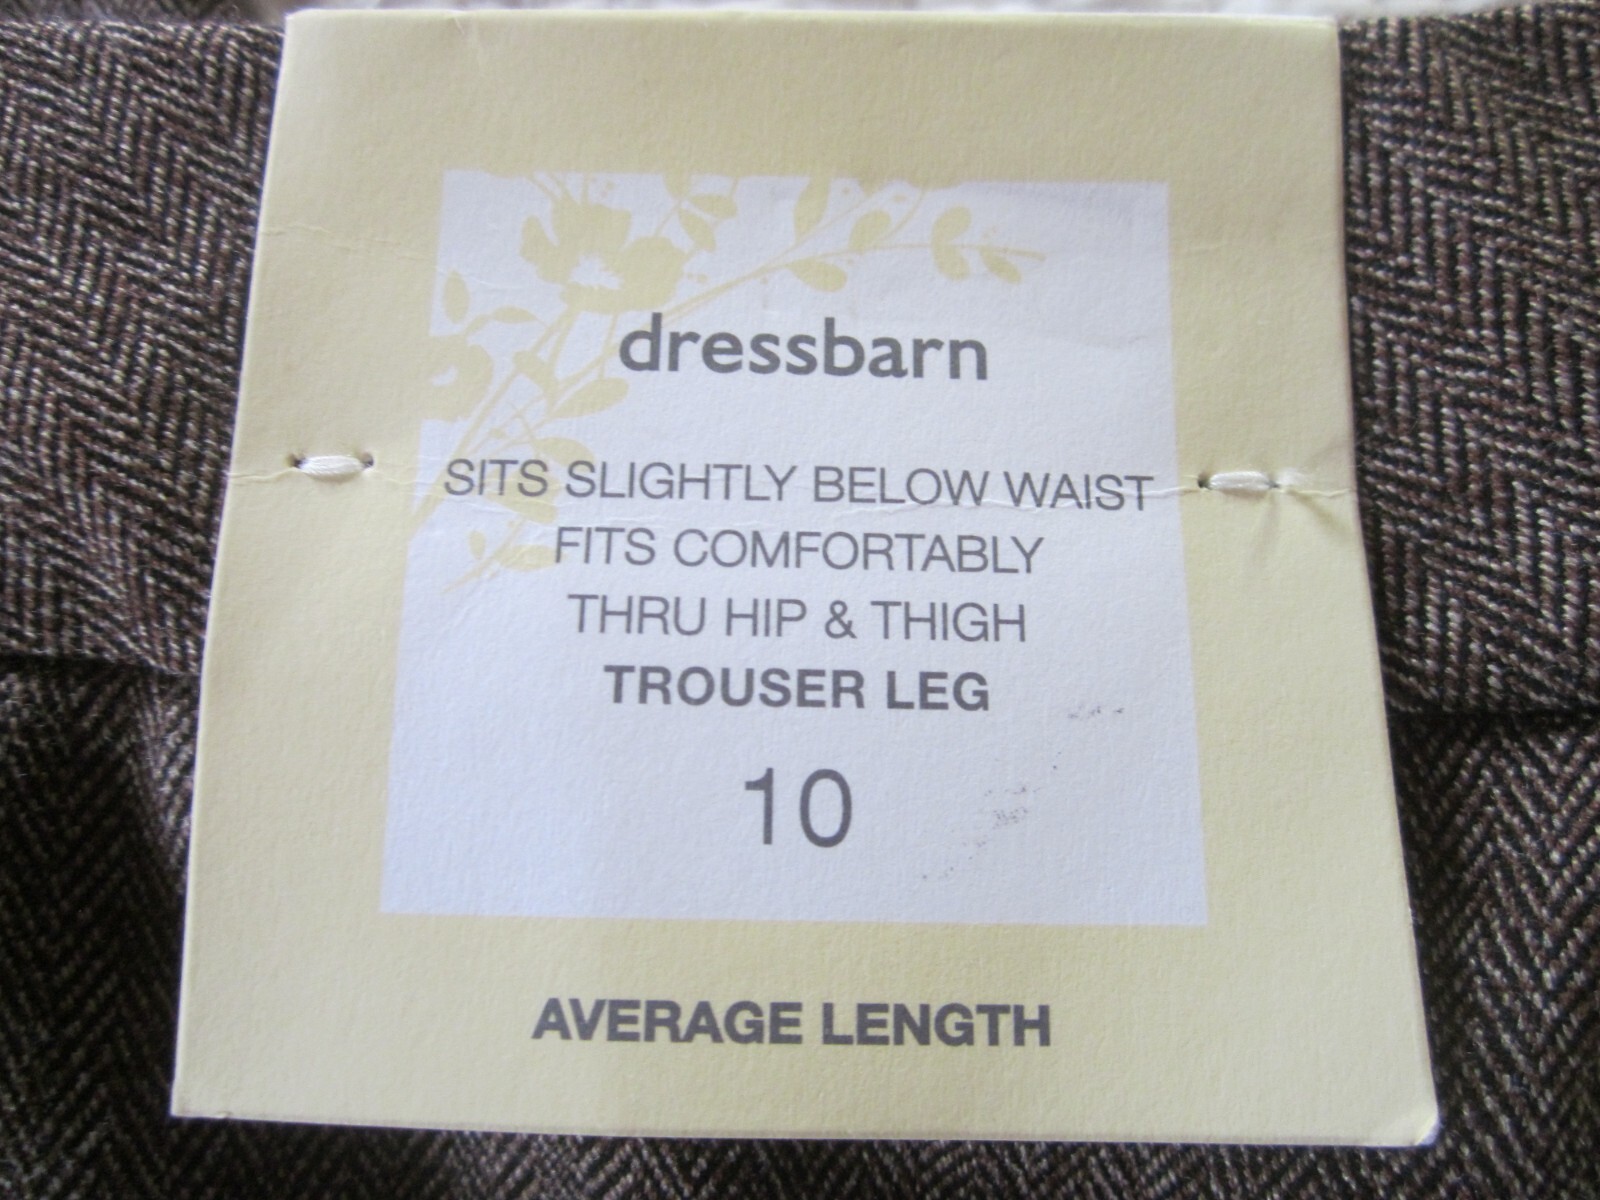 dressbarn
SITS SLIGHTLY BELOW WAIST
FITS COMFORTABLY
THRU HIP & THIGH
TROUSER LEG
10
AVERAGE LENGTH